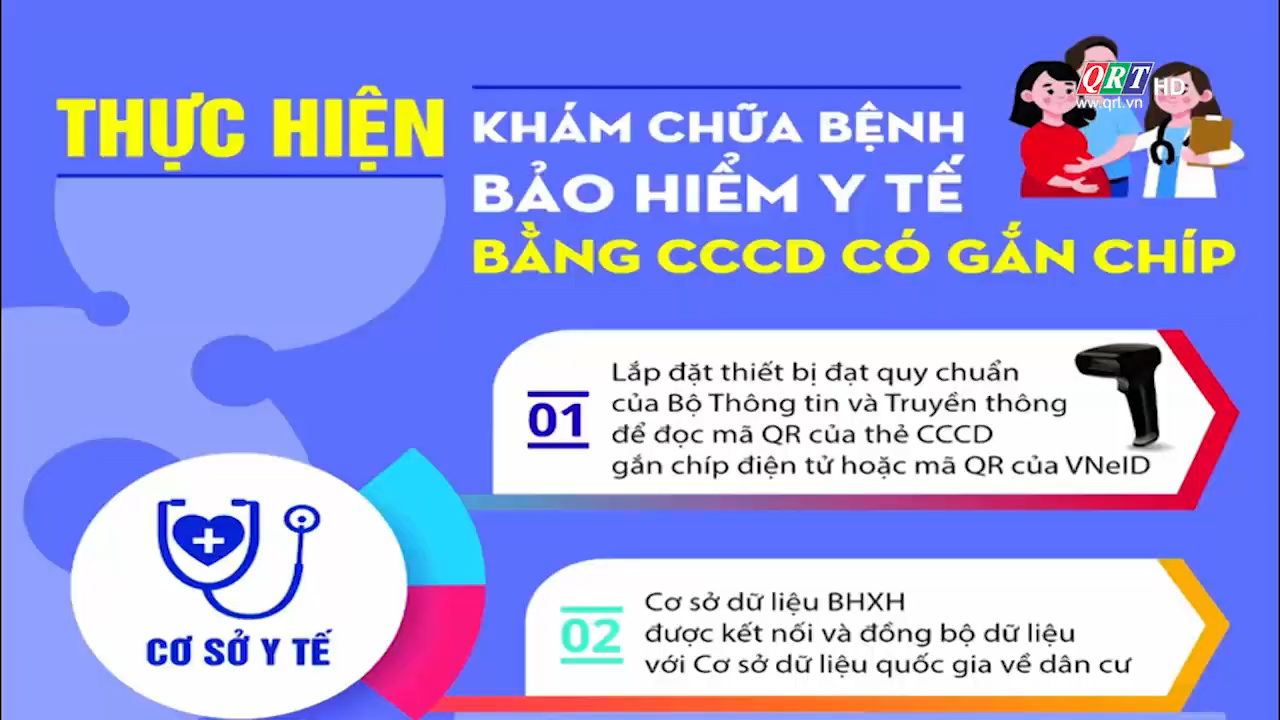 THỰC HIỆN
KHÁM CHỮA BỆNH
BẢO HIỂM Y TẾ
BẰNG CCCD CÓ GẮN CHÍP
QRT HD
ww.qrt.vn
01
Lắp đặt thiết bị đạt quy chuẩn
của Bộ Thông tin và Truyền thông
để đọc mã QR của thẻ CCCD
gắn chíp điện tử hoặc mã QR của VNeID
CƠ SỞ Y TẾ
02
Cơ sở dữ liệu BHXH
được kết nối và đồng bộ dữ liệu
với Cơ sở dữ liệu quốc gia về dân cư